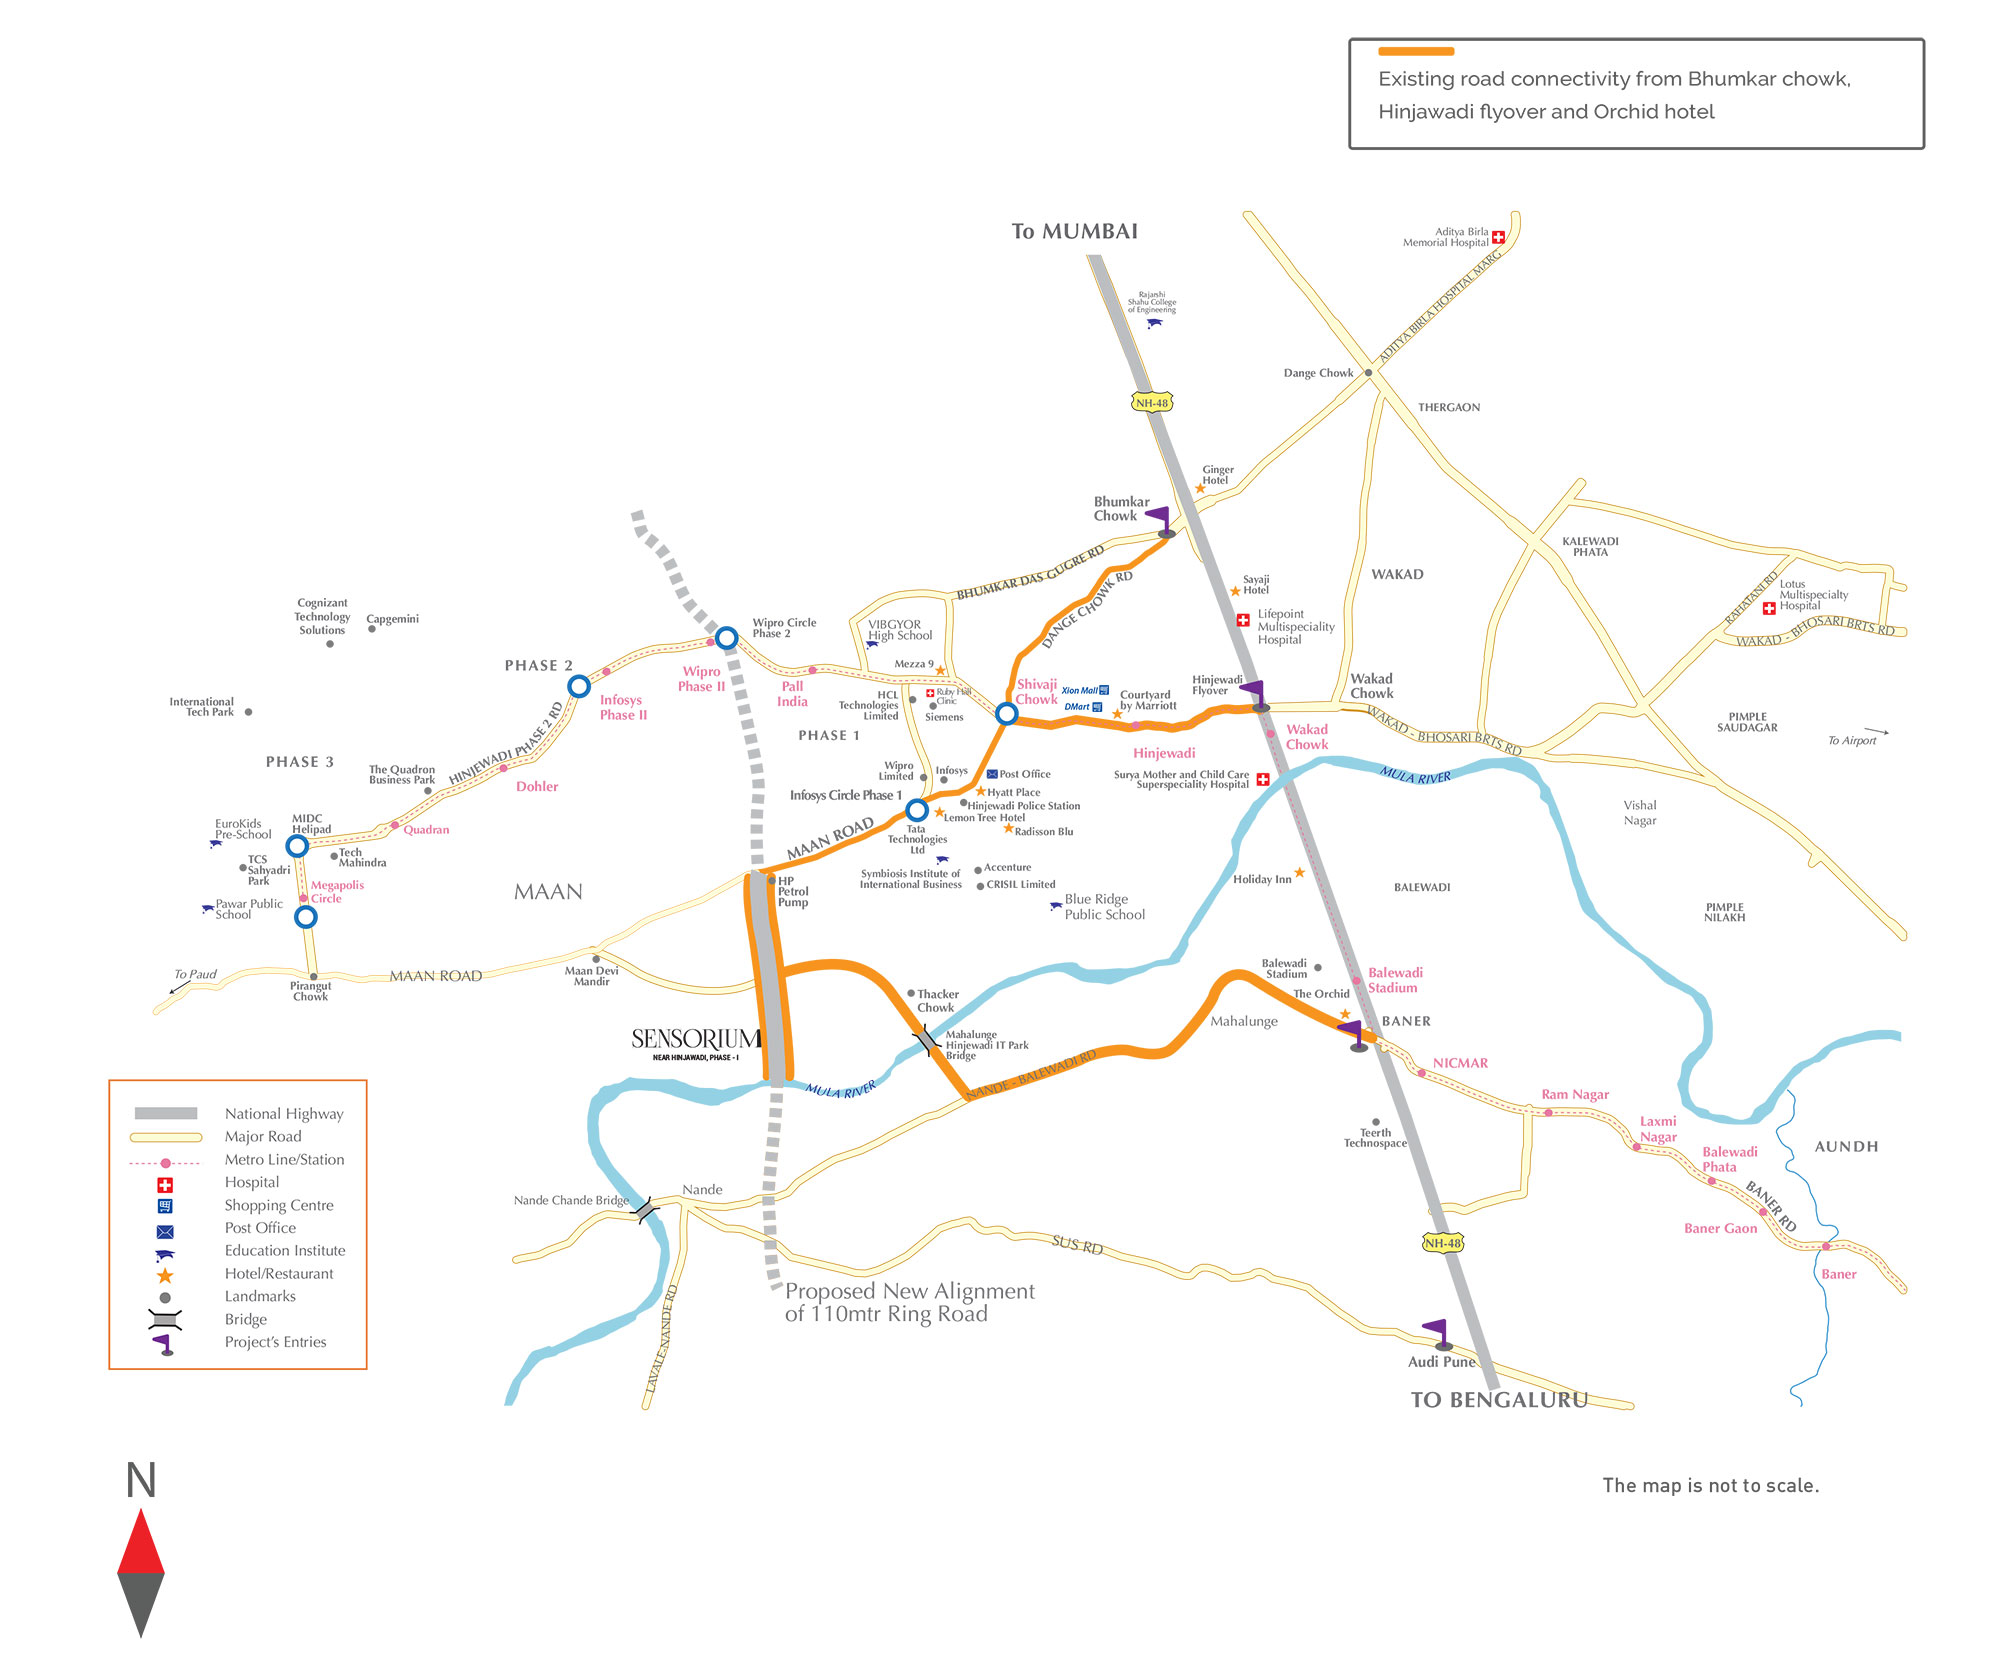 Existing road connectivity from Bhumkar chowk,
Hinjawadi flyover and Orchid hotel
To MUMBAI
Aditya Birla
Memorial Hospital
ADITYA BIRLA HOSPITAL MARG
Rajarshi
Shahu College
of Engineering
Dange Chowk
NH-48
THERGAON
Ginger
Hotel
Bhumkar
Chowk
KALEWADI
PHATA
BHUMKAR DAS GUGRE RD
DANGE CHOWK RD
WAKAD
Sayaji
Hotel
Lotus
Multispecialty
Hospital
RAHATANI RD
WAKAD - BHOSARI BRTS RD
Cognizant
Technology
Solutions
Capgemini
Wipro Circle
Phase 2
VIBGYOR
High School
Lifepoint
Multispeciality
Hospital
PHASE 2
Wipro
Phase II
Mezza 9
Pall
India
Infosys
Phase II
Shivaji
Chowk
Xion Mall
DMart
Courtyard
by Marriott
Hinjewadi
Flyover
Wakad
Chowk
HCL
Technologies
Limited
Ruby Hall
Clinic
Siemens
International
Tech Park
WAKAD - BHOSARI BRTS RD
PIMPLE
SAUDAGAR
To Airport
PHASE 1
Hinjewadi
Wakad
Chowk
PHASE 3
HINJEWADI PHASE 2 RD
The Quadron
Business Park
Dohler
Wipro
Limited
Infosys
Post Office
Surya Mother and Child Care
Superspeciality Hospital
MULA RIVER
Infosys Circle Phase 1
Hyatt Place
Hinjewadi Police Station
Lemon Tree Hotel
Radisson Blu
Vishal
Nagar
MIDC
Helipad
EuroKids
Pre-School
Quadran
MAAN ROAD
Tata
Technologies
Ltd
TCS
Sahyadri
Park
Tech
Mahindra
Megapolis
Circle
Symbiosis Institute of
International Business
Accenture
CRISIL Limited
Holiday Inn
BALEWADI
MAAN
HP
Petrol
Pump
Blue Ridge
Public School
Pawar Public
School
PIMPLE
NILAKH
To Paud
MAAN ROAD
Pirangut
Chowk
Maan Devi
Mandir
Balewadi
Stadium
Balewadi
Stadium
The Orchid
Thacker
Chowk
Mahalunge
BANER
SENSORIUM
NEAR HINJAWADI, PHASE - I
Mahalunge
Hinjewadi IT Park
Bridge
NANDE - BALEWADI RD
MULA RIVER
NICMAR
Ram Nagar
Laxmi
Nagar
Teerth
Technospace
Balewadi
Phata
AUNDH
BANER RD
Baner Gaon
Baner
Nande Chande Bridge
Nande
SUS RD
NH-48
LAVALE-NANDE RD
Proposed New Alignment
of 110mtr Ring Road
Audi Pune
TO BENGALURU
National Highway
Major Road
Metro Line/Station
Hospital
Shopping Centre
Post Office
Education Institute
Hotel/Restaurant
Landmarks
Bridge
Project's Entries
N
The map is not to scale.